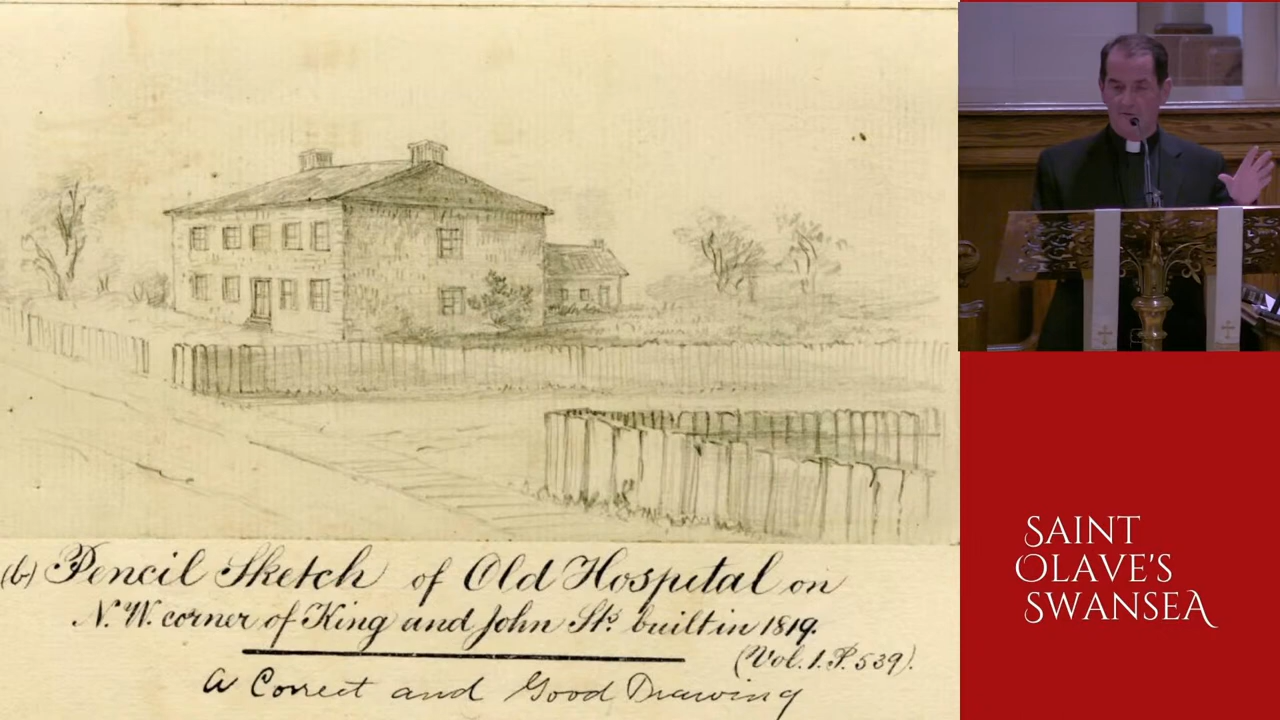 (b) Pencil Sketch of Old Hospital on
N. W. corner of King and John Sts. built in 1819.
(Vol. 1. P. 539).
A Correct and Good Drawing
SAINT
OLAVE'S
SWANSEA